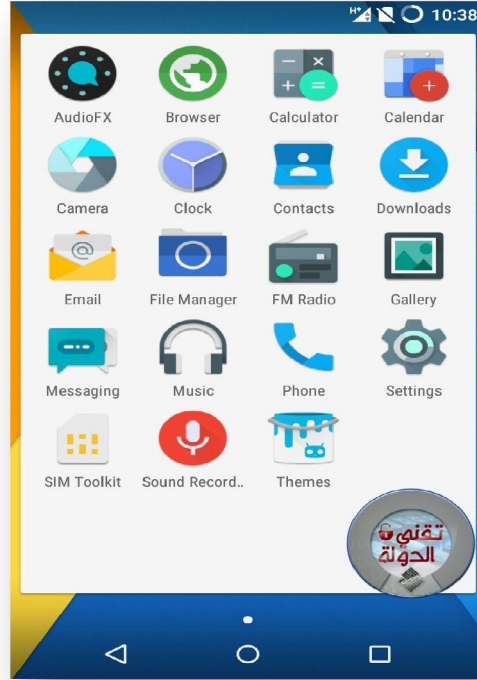 H+ 10:38
AudioFX Browser Calculator Calendar
Camera Clock Contacts Downloads
Email File Manager FM Radio Gallery
Messaging Music Phone Settings
SIM Toolkit Sound Record.. Themes
تقني
الدولة